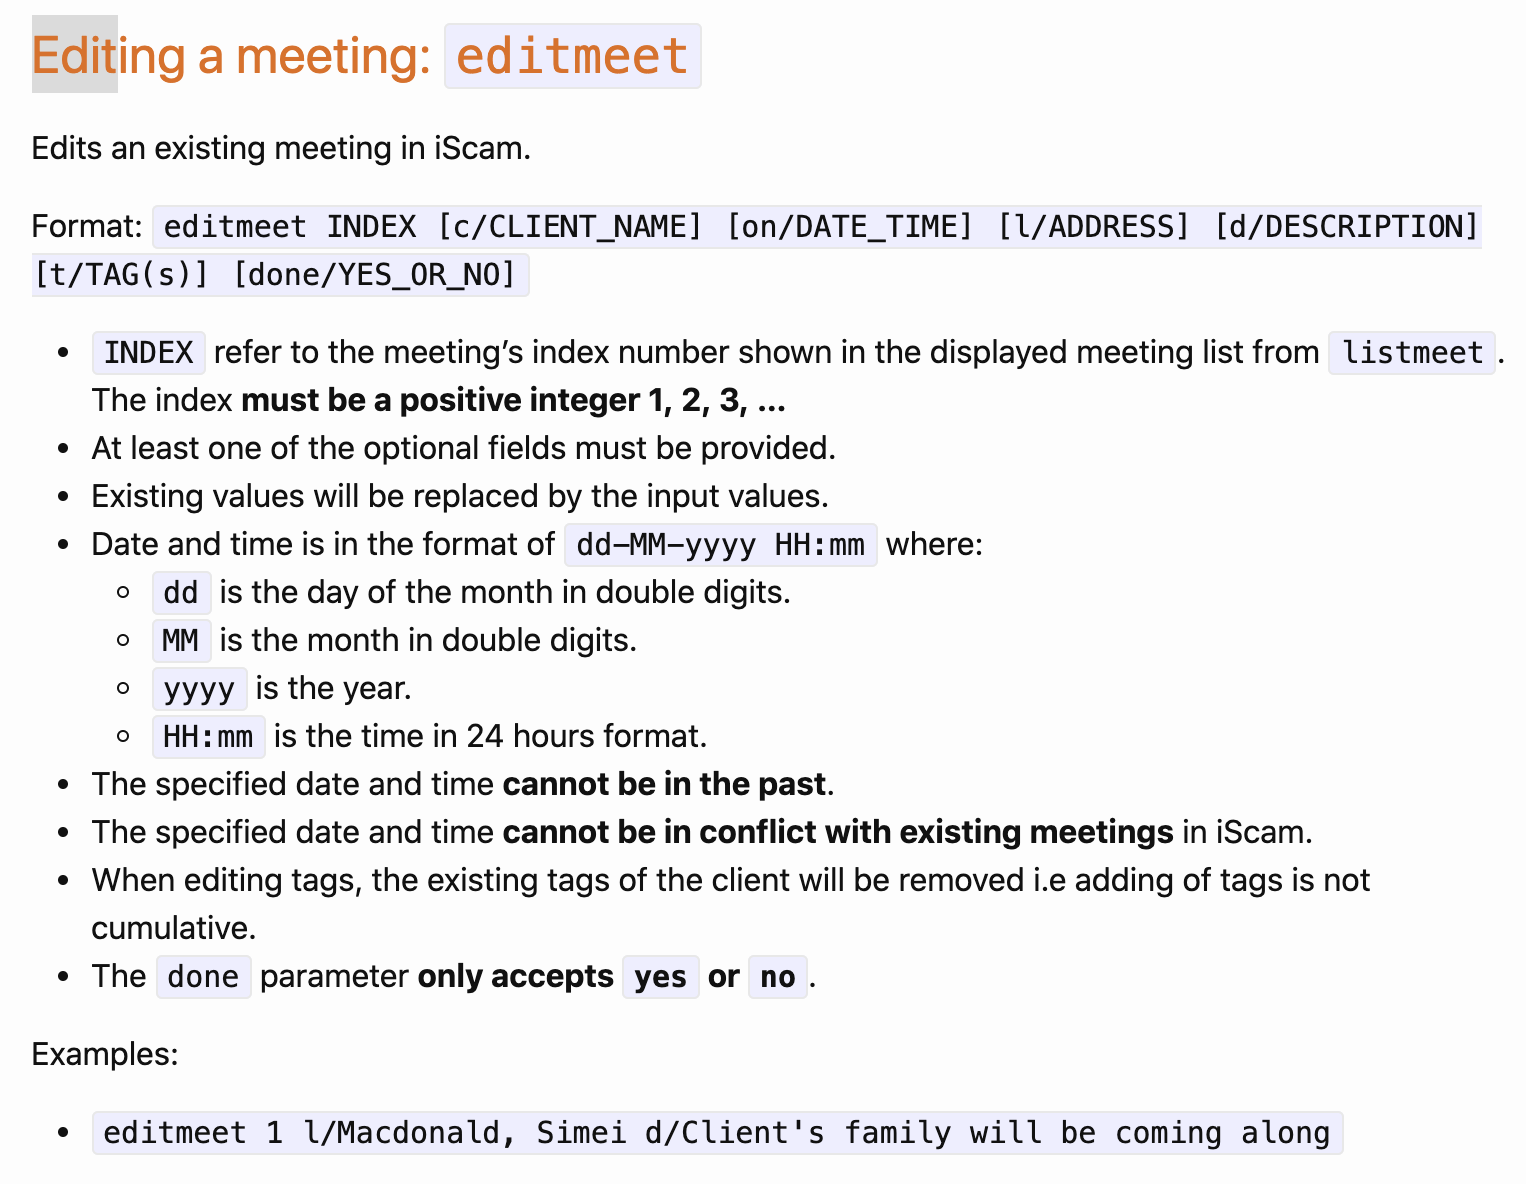 Editing a meeting: editmeet
Edits an existing meeting in iScam.
Format: editmeet INDEX [c/CLIENT_NAME] [on/DATE_TIME] [l/ADDRESS] [d/DESCRIPTION]
[t/TAG(s)] [done/YES_OR_NO]
• INDEX refer to the meeting’s index number shown in the displayed meeting list from listmeet.
The index must be a positive integer 1, 2, 3, …
• At least one of the optional fields must be provided.
• Existing values will be replaced by the input values.
• Date and time is in the format of dd-MM-yyyy HH:mm where:
◦ dd is the day of the month in double digits.
◦ MM is the month in double digits.
◦ yyyy is the year.
◦ HH:mm is the time in 24 hours format.
• The specified date and time cannot be in the past.
• The specified date and time cannot be in conflict with existing meetings in iScam.
• When editing tags, the existing tags of the client will be removed i.e adding of tags is not
cumulative.
• The done parameter only accepts yes or no.
Examples:
• editmeet 1 l/Macdonald, Simei d/Client's family will be coming along